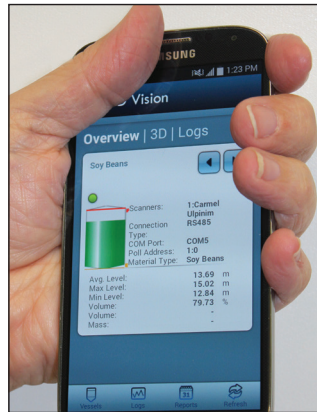 SUNG
1:23 PM
Vision
Overview | 3D | Logs
Soy Beans
Scanners: 1:Carmel
Ulpinim
Connection RS485
Type:
COM Port: COM5
Poll Address: 1:0
Material Type: Soy Beans
Avg. Level: 13.69 m
Max Level: 15.02 m
Min Level: 12.84 m
Volume: 79.73 %
Volume: -
Mass: -
31
Vessels Logs Reports Refresh